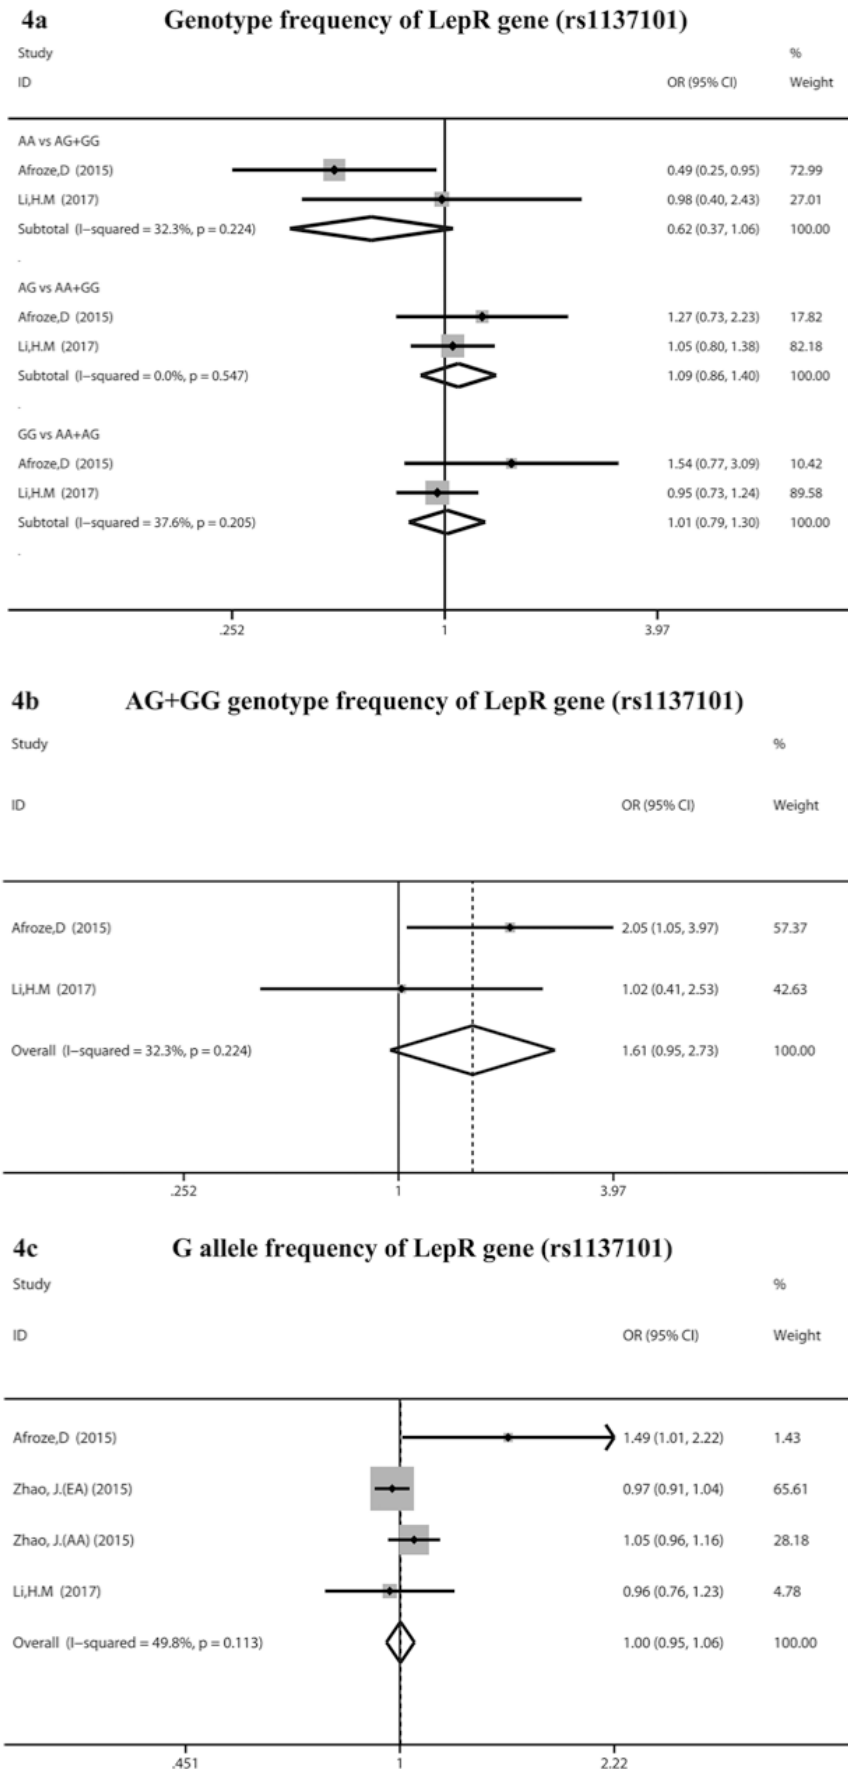 4a Genotype frequency of LepR gene (rs1137101)
Study %
ID OR (95% CI) Weight
AA vs AG+GG
Afroze,D (2015) 0.49 (0.25, 0.95) 72.99
Li,H.M (2017) 0.98 (0.40, 2.43) 27.01
Subtotal (I−squared = 32.3%, p = 0.224) 0.62 (0.37, 1.06) 100.00
.
AG vs AA+GG
Afroze,D (2015) 1.27 (0.73, 2.23) 17.82
Li,H.M (2017) 1.05 (0.80, 1.38) 82.18
Subtotal (I−squared = 0.0%, p = 0.547) 1.09 (0.86, 1.40) 100.00
.
GG vs AA+AG
Afroze,D (2015) 1.54 (0.77, 3.09) 10.42
Li,H.M (2017) 0.95 (0.73, 1.24) 89.58
Subtotal (I−squared = 37.6%, p = 0.205) 1.01 (0.79, 1.30) 100.00
.
.252 1 3.97
4b AG+GG genotype frequency of LepR gene (rs1137101)
Study %
ID OR (95% CI) Weight
Afroze,D (2015) 2.05 (1.05, 3.97) 57.37
Li,H.M (2017) 1.02 (0.41, 2.53) 42.63
Overall (I−squared = 32.3%, p = 0.224) 1.61 (0.95, 2.73) 100.00
.252 1 3.97
4c G allele frequency of LepR gene (rs1137101)
Study %
ID OR (95% CI) Weight
Afroze,D (2015) 1.49 (1.01, 2.22) 1.43
Zhao, J.(EA) (2015) 0.97 (0.91, 1.04) 65.61
Zhao, J.(AA) (2015) 1.05 (0.96, 1.16) 28.18
Li,H.M (2017) 0.96 (0.76, 1.23) 4.78
Overall (I−squared = 49.8%, p = 0.113) 1.00 (0.95, 1.06) 100.00
.451 1 2.22